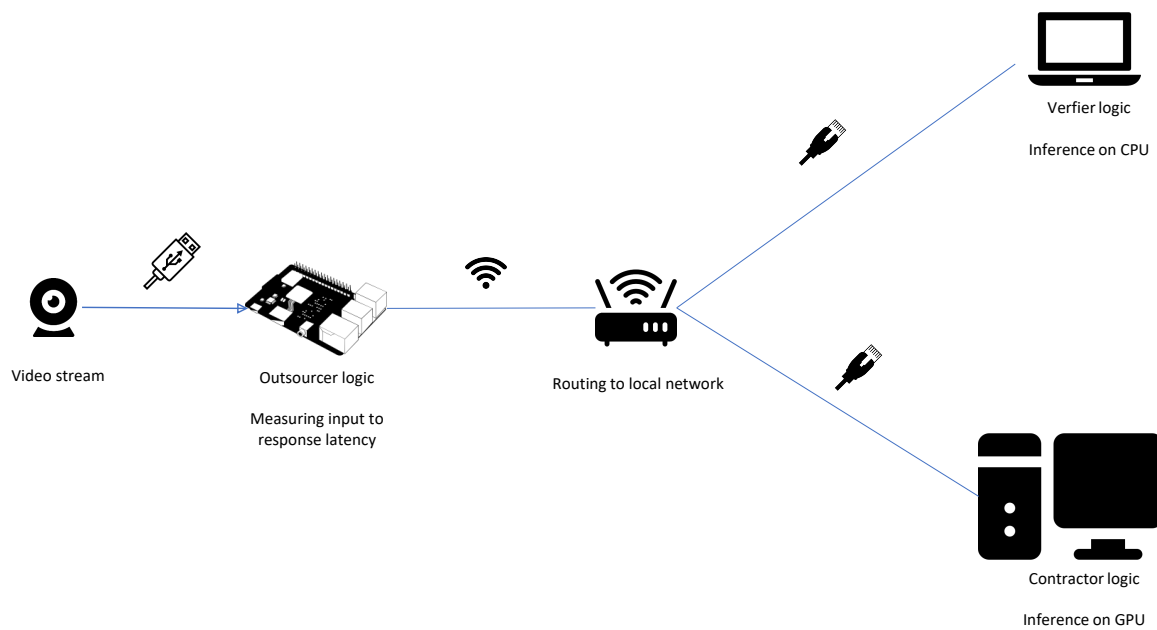 Verfier logic
Inference on CPU
Video stream
Outsourcer logic
Measuring input to
response latency
Routing to local network
Contractor logic
Inference on GPU